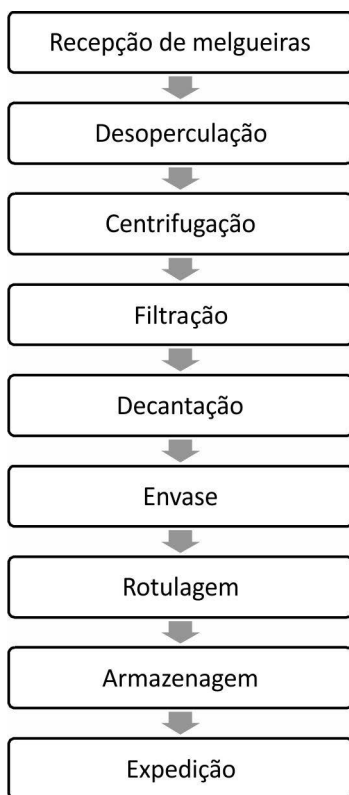 Recepção de melgueiras
Desoperculação
Centrifugação
Filtração
Decantação
Envase
Rotulagem
Armazenagem
Expedição